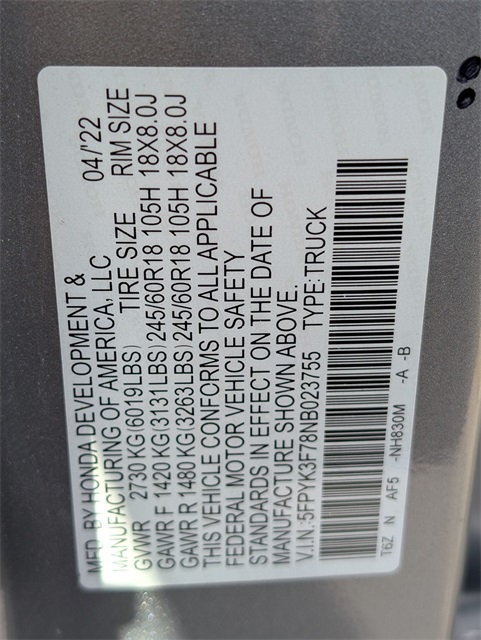 MFD. BY HONDA DEVELOPMENT & 04/'22
MANUFACTURING OF AMERICA, LLC
GVWR 2730 KG(6019LBS) TIRE SIZE RIM SIZE
GAWR F 1420 KG(3131LBS) 245/60R18 105H 18X8.0J
GAWR R 1480 KG(3263LBS) 245/60R18 105H 18X8.0J
THIS VEHICLE CONFORMS TO ALL APPLICABLE
FEDERAL MOTOR VEHICLE SAFETY
STANDARDS IN EFFECT ON THE DATE OF
MANUFACTURE SHOWN ABOVE.
V.I.N.:5FPYK3F78NB023755 TYPE:TRUCK
T6Z N AF5 -NH830M -A -B